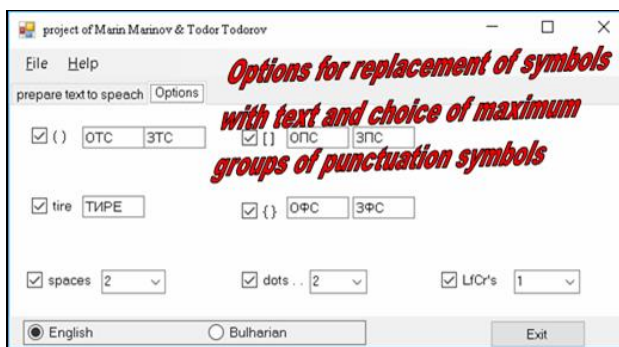 project of Marin Marinov & Todor Todorov
File Help
Options for replacement of symbols
prepare text to speach Options
with text and choice of maximum
( ) ОТС ЗТС [ ] ОПС ЗПС
groups of punctuation symbols
tire ТИРЕ { } ОФС ЗФС
spaces 2 dots . . 2 LfCr's 1
English Bulharian Exit